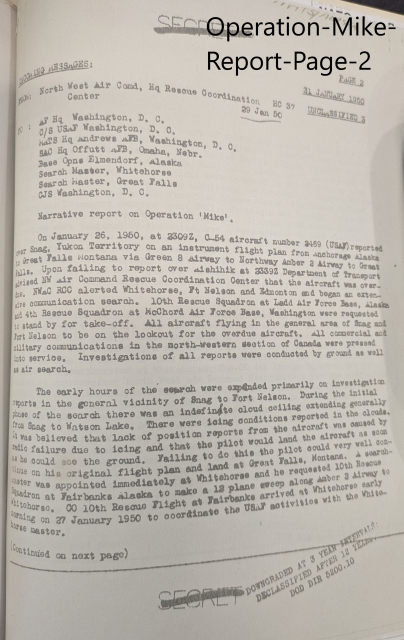 SECRET
Operation-Mike-
Report-Page-2
INCOMING MESSAGES:
PAGE 2
31 JANUARY 1950
UNCLASSIFIED
FROM: North West Air Comd, Hq Rescue Coordination RC 37
Center
29 Jan 50
TO :
AF Hq Washington, D. C.
C/S USAF Washington, D. C.
MATS Hq Andrews AFB, Washington, D. C.
SAC Hq Offutt AFB, Omaha, Nebr.
Base Opns Elmendorf, Alaska
Search Master, Whitehorse
Search Master, Great Falls
CJS Washington, D. C.
Narrative report on Operation 'Mike'.
On January 26, 1950, at 2309Z, C-54 aircraft number 2469 (USAF) reported
over Snag, Yukon Territory on an instrument flight plan from Anchorage Alaska
to Great Falls Montana via Green 8 Airway to Northway Amber 2 Airway to Great
Falls. Upon failing to report over Aishihik at 2339Z Department of Transport
advised NW Air Command Rescue Coordination Center that the aircraft was over-
due. NWAC RCC alerted Whitehorse, Ft Nelson and Edmonton and began an exten-
sive communication search. 10th Rescue Squadron at Ladd Air Force Base, Alaska
and 4th Rescue Squadron at McChord Air Force Base, Washington were requested
to stand by for take-off. All aircraft flying in the general area of Snag and
Fort Nelson to be on the lookout for the overdue aircraft. All commercial and
military communications in the north-western section of Canada were pressed
into service. Investigations of all reports were conducted by ground as well
as air search.
The early hours of the search were expended primarily on investigation
reports in the general vicinity of Snag to Fort Nelson. During the initial
phase of the search there was an indefinite cloud ceiling extending generally
from Snag to Watson Lake. There were icing conditions reported in the clouds.
It was believed that lack of position reports from the aircraft was caused by
radio failure due to icing and that the pilot would land the aircraft as soon
as he could see the ground. Failing to do this the pilot could very well con-
tinue on his original flight plan and land at Great Falls, Montana. A search-
master was appointed immediately at Whitehorse and he requested 10th Rescue
Squadron at Fairbanks Alaska to make a 12 plane sweep along Amber 2 Airway to
Whitehorse. CO 10th Rescue Flight at Fairbanks arrived at Whitehorse early
morning on 27 January 1950 to coordinate the USAF activities with the White-
horse master.
(Continued on next page)
SECRET
DOWNGRADED AT 3 YEAR INTERVALS;
DECLASSIFIED AFTER 12 YEARS.
DOD DIR 5200.10